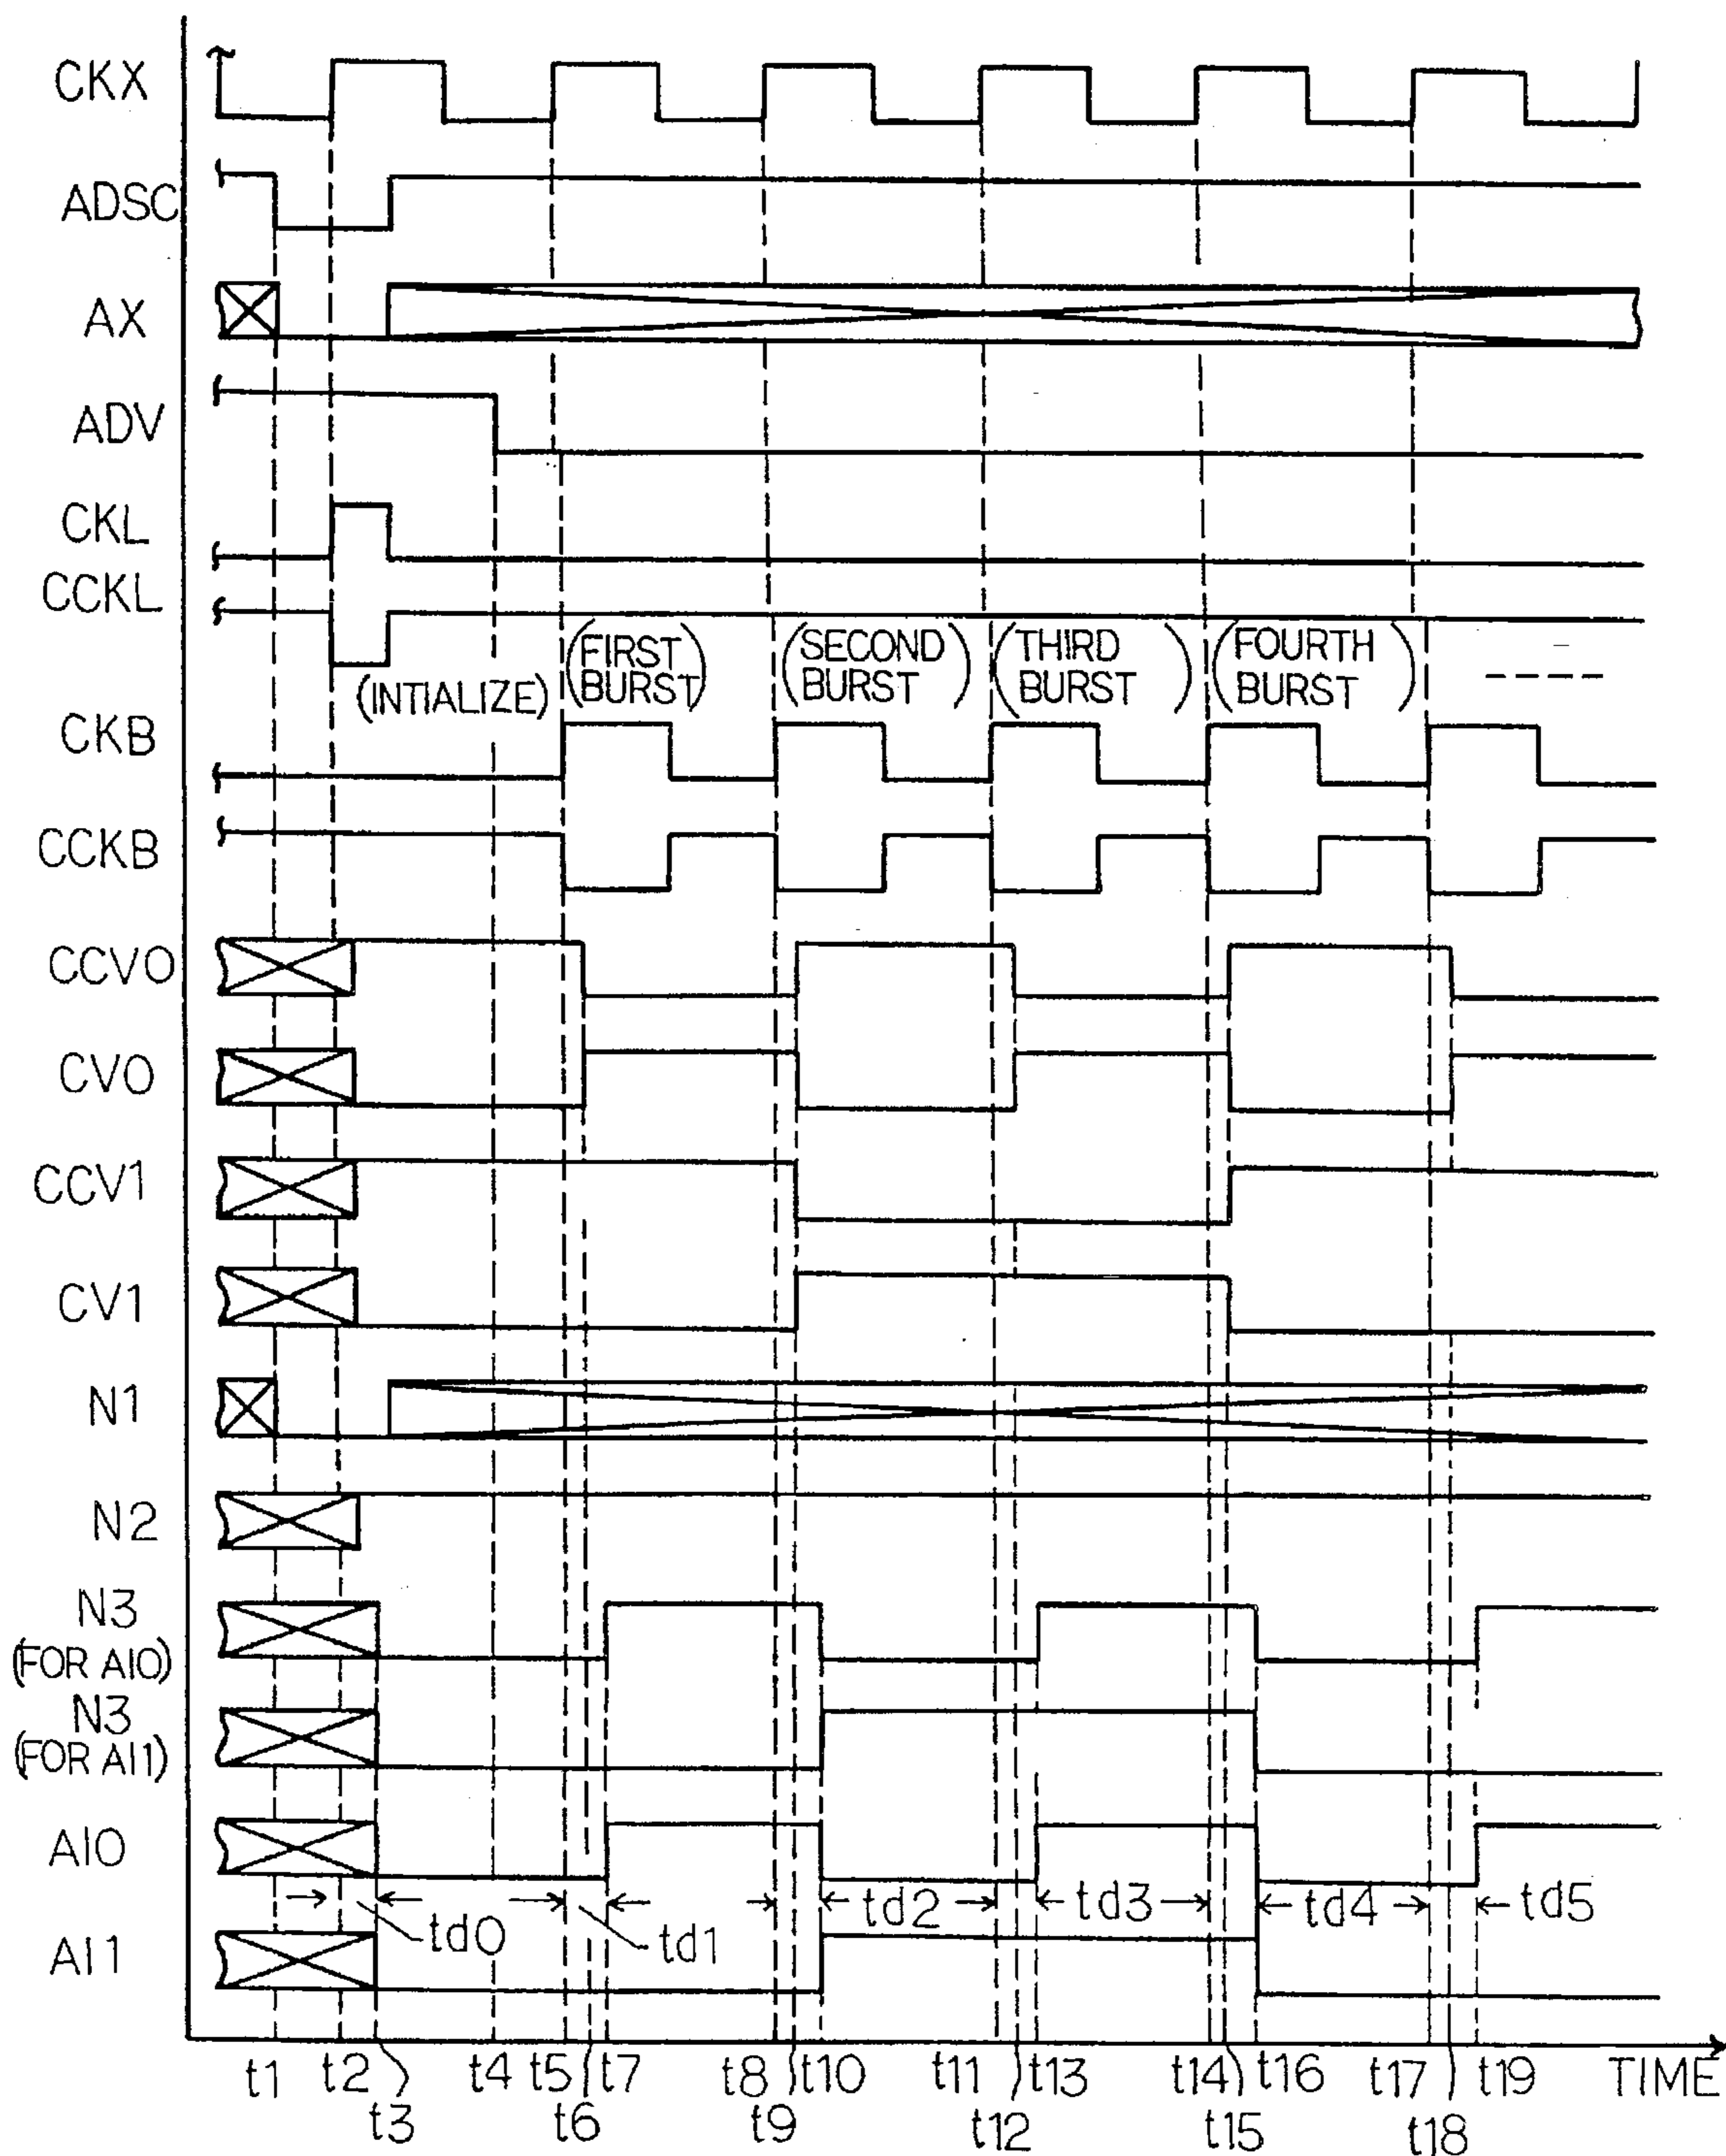 CKX
ADSC
AX
ADV
CKL
CCKL
(INTIALIZE)
(FIRST
BURST)
(SECOND
BURST)
(THIRD
BURST)
(FOURTH
BURST)
CKB
CCKB
CCV0
CV0
CCV1
CV1
N1
N2
N3
(FOR AI0)
N3
(FOR AI1)
AI0
td0
td1
td2
td3
td4
td5
AI1
t1 t2 t4 t5 t7 t8 t10 t11 t13 t14 t16 t17 t19 TIME
t3 t6 t9 t12 t15 t18